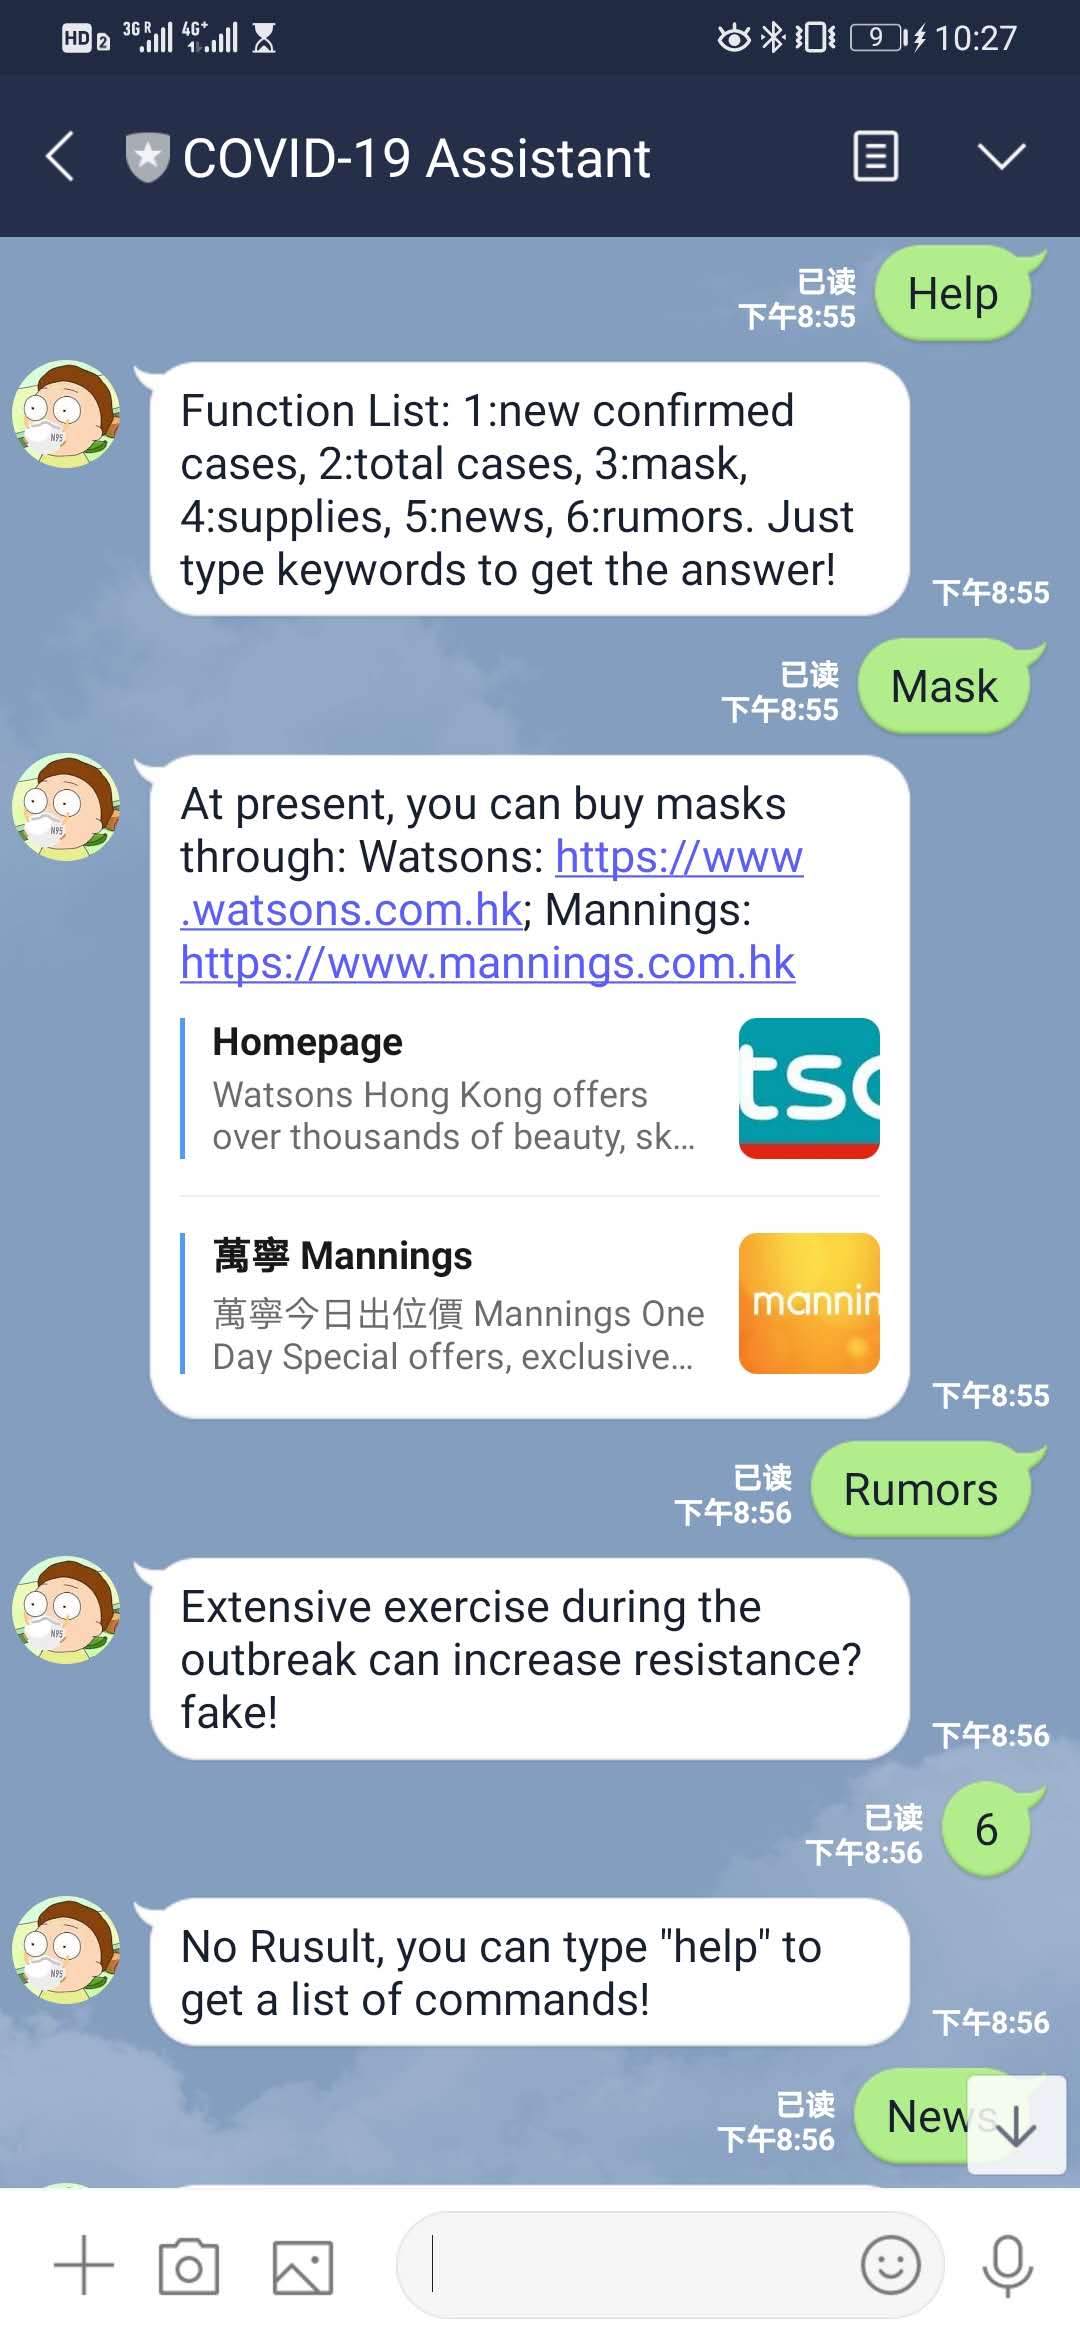 HD 2 3G R 4G+ 1 9 10:27
COVID-19 Assistant
已读
下午8:55
Help
Function List: 1:new confirmed
cases, 2:total cases, 3:mask,
4:supplies, 5:news, 6:rumors. Just
type keywords to get the answer!
下午8:55
已读
下午8:55
Mask
At present, you can buy masks
through: Watsons: https://www
.watsons.com.hk; Mannings:
https://www.mannings.com.hk
Homepage
Watsons Hong Kong offers
over thousands of beauty, sk...
tso
萬寧 Mannings
萬寧今日出位價 Mannings One
Day Special offers, exclusive...
mannin
下午8:55
已读
下午8:56
Rumors
Extensive exercise during the
outbreak can increase resistance?
fake!
下午8:56
已读
下午8:56
6
No Rusult, you can type "help" to
get a list of commands!
下午8:56
已读
下午8:56
News
N95
N95
N95
N95